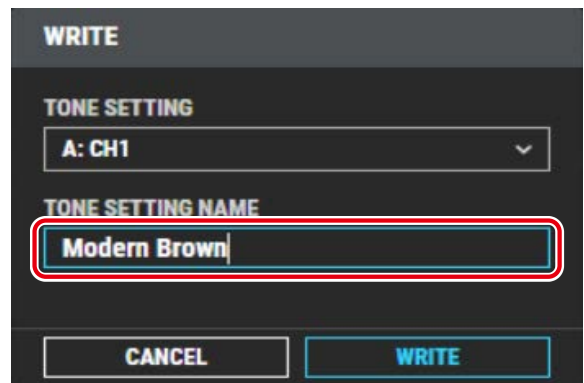 WRITE
TONE SETTING
A: CH1
TONE SETTING NAME
Modern Brown
CANCEL WRITE